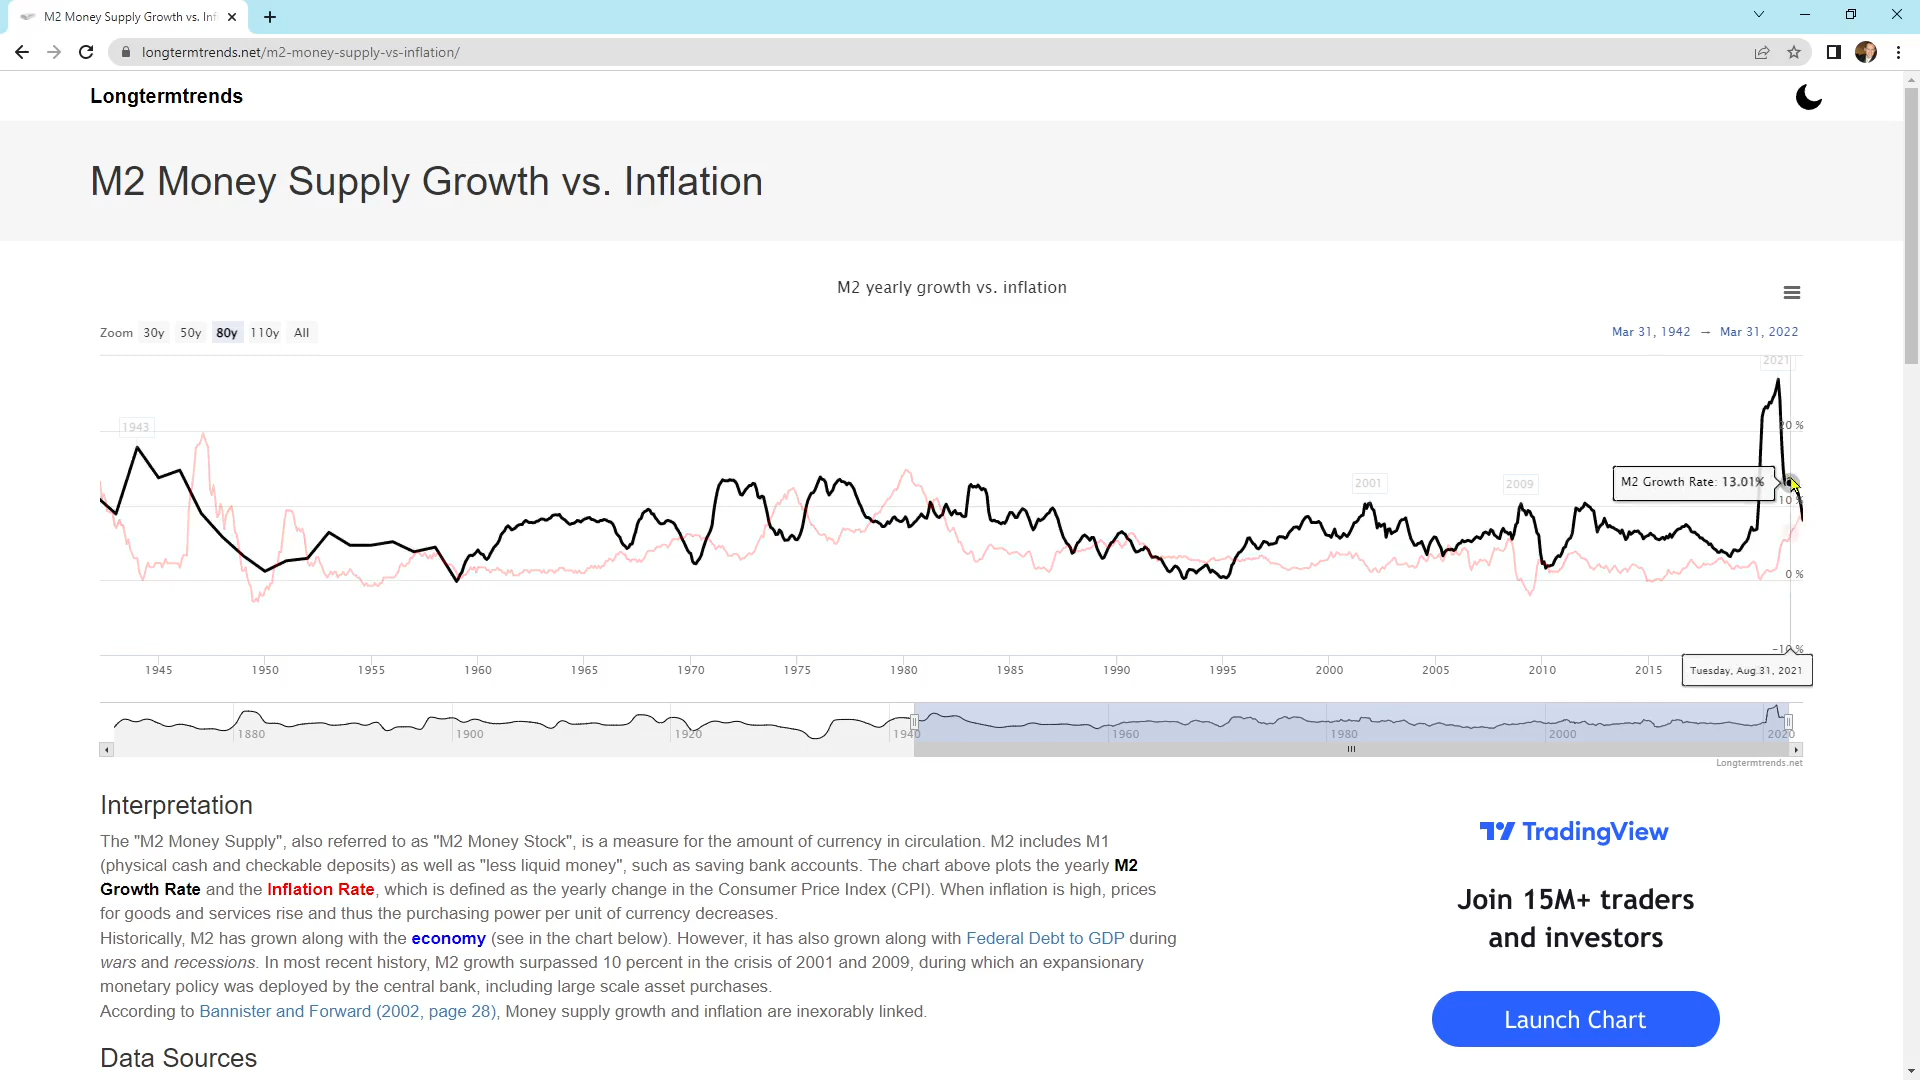 M2 Money Supply Growth vs. Infl
longtermtrends.net/m2-money-supply-vs-inflation/
Longtermtrends
M2 Money Supply Growth vs. Inflation
M2 yearly growth vs. inflation
Zoom 30y 50y 80y 110y All
Mar 31, 1942 → Mar 31, 2022
2021
1943
20 %
2001
2009
M2 Growth Rate: 13.01%
10 %
0 %
-10 %
1945 1950 1955 1960 1965 1970 1975 1980 1985 1990 1995 2000 2005 2010 2015
Tuesday, Aug 31, 2021
1880 1900 1920 1940 1960 1980 2000 2020
Longtermtrends.net
Interpretation
The "M2 Money Supply", also referred to as "M2 Money Stock", is a measure for the amount of currency in circulation. M2 includes M1
(physical cash and checkable deposits) as well as "less liquid money", such as saving bank accounts. The chart above plots the yearly M2
Growth Rate and the Inflation Rate, which is defined as the yearly change in the Consumer Price Index (CPI). When inflation is high, prices
for goods and services rise and thus the purchasing power per unit of currency decreases.
Historically, M2 has grown along with the economy (see in the chart below). However, it has also grown along with Federal Debt to GDP during
wars and recessions. In most recent history, M2 growth surpassed 10 percent in the crisis of 2001 and 2009, during which an expansionary
monetary policy was deployed by the central bank, including large scale asset purchases.
According to Bannister and Forward (2002, page 28), Money supply growth and inflation are inexorably linked.
Data Sources
TradingView
Join 15M+ traders
and investors
Launch Chart